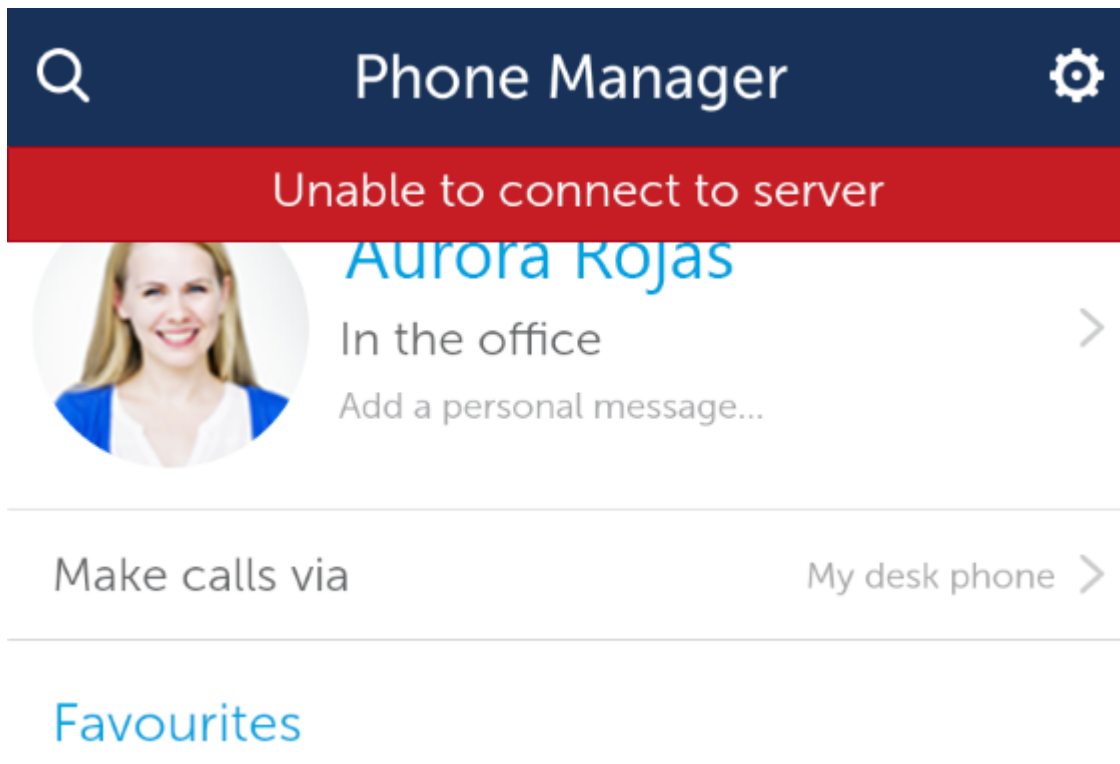 Phone Manager
Unable to connect to server
Aurora Rojas
In the office
Add a personal message...
Make calls via
My desk phone
Favourites